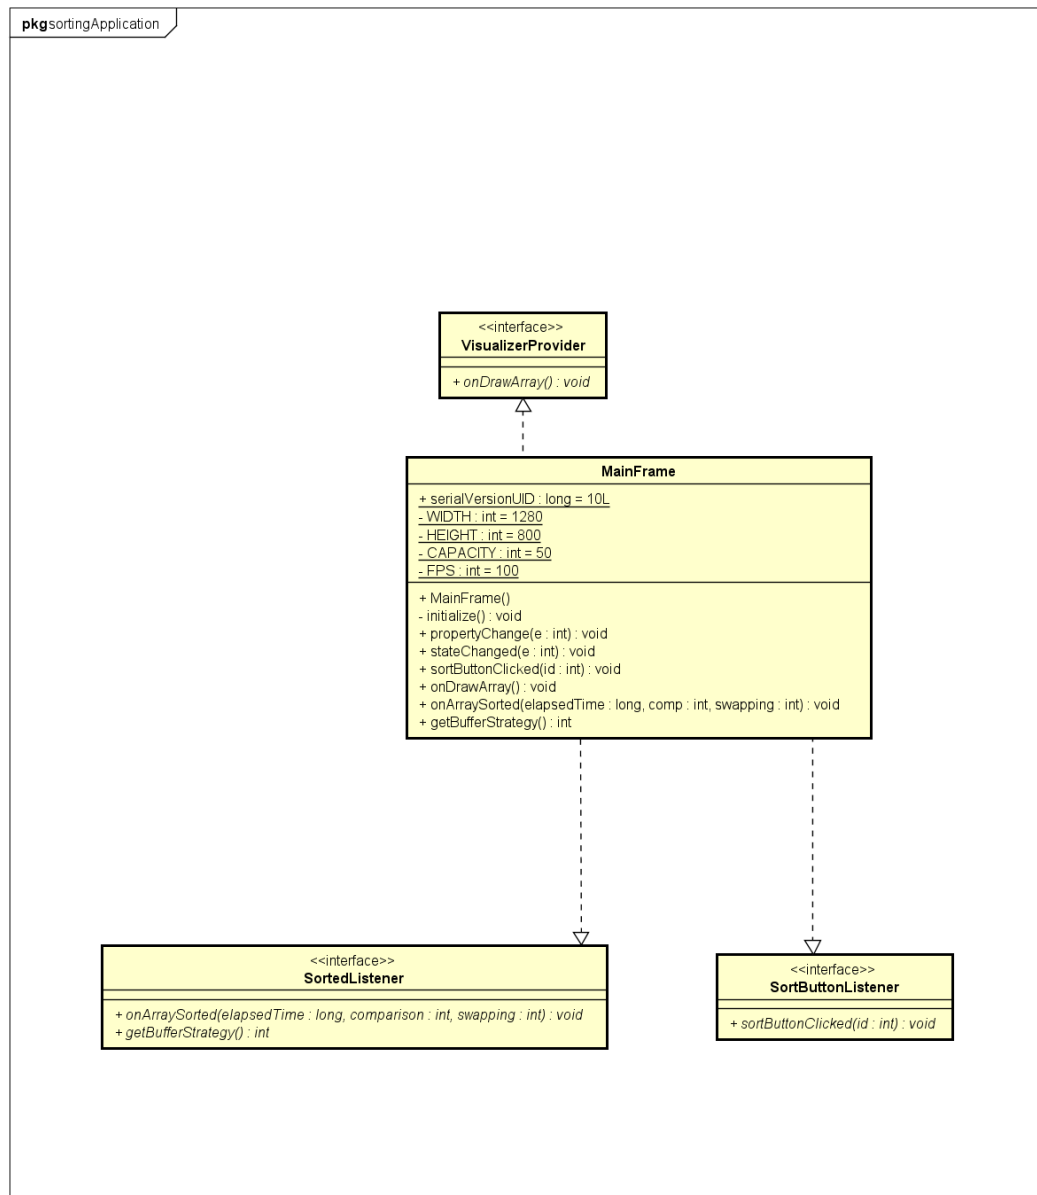 pkg sortingApplication
<<interface>>
VisualizerProvider
+ onDrawArray() : void
MainFrame
+ serialVersionUID : long = 10L
- WIDTH : int = 1280
- HEIGHT : int = 800
- CAPACITY : int = 50
- FPS : int = 100
+ MainFrame()
- initialize() : void
+ propertyChange(e : int) : void
+ stateChanged(e : int) : void
+ sortButtonClicked(id : int) : void
+ onDrawArray() : void
+ onArraySorted(elapsedTime : long, comp : int, swapping : int) : void
+ getBufferStrategy() : int
<<interface>>
SortedListener
+ onArraySorted(elapsedTime : long, comparison : int, swapping : int) : void
+ getBufferStrategy() : int
<<interface>>
SortButtonListener
+ sortButtonClicked(id : int) : void